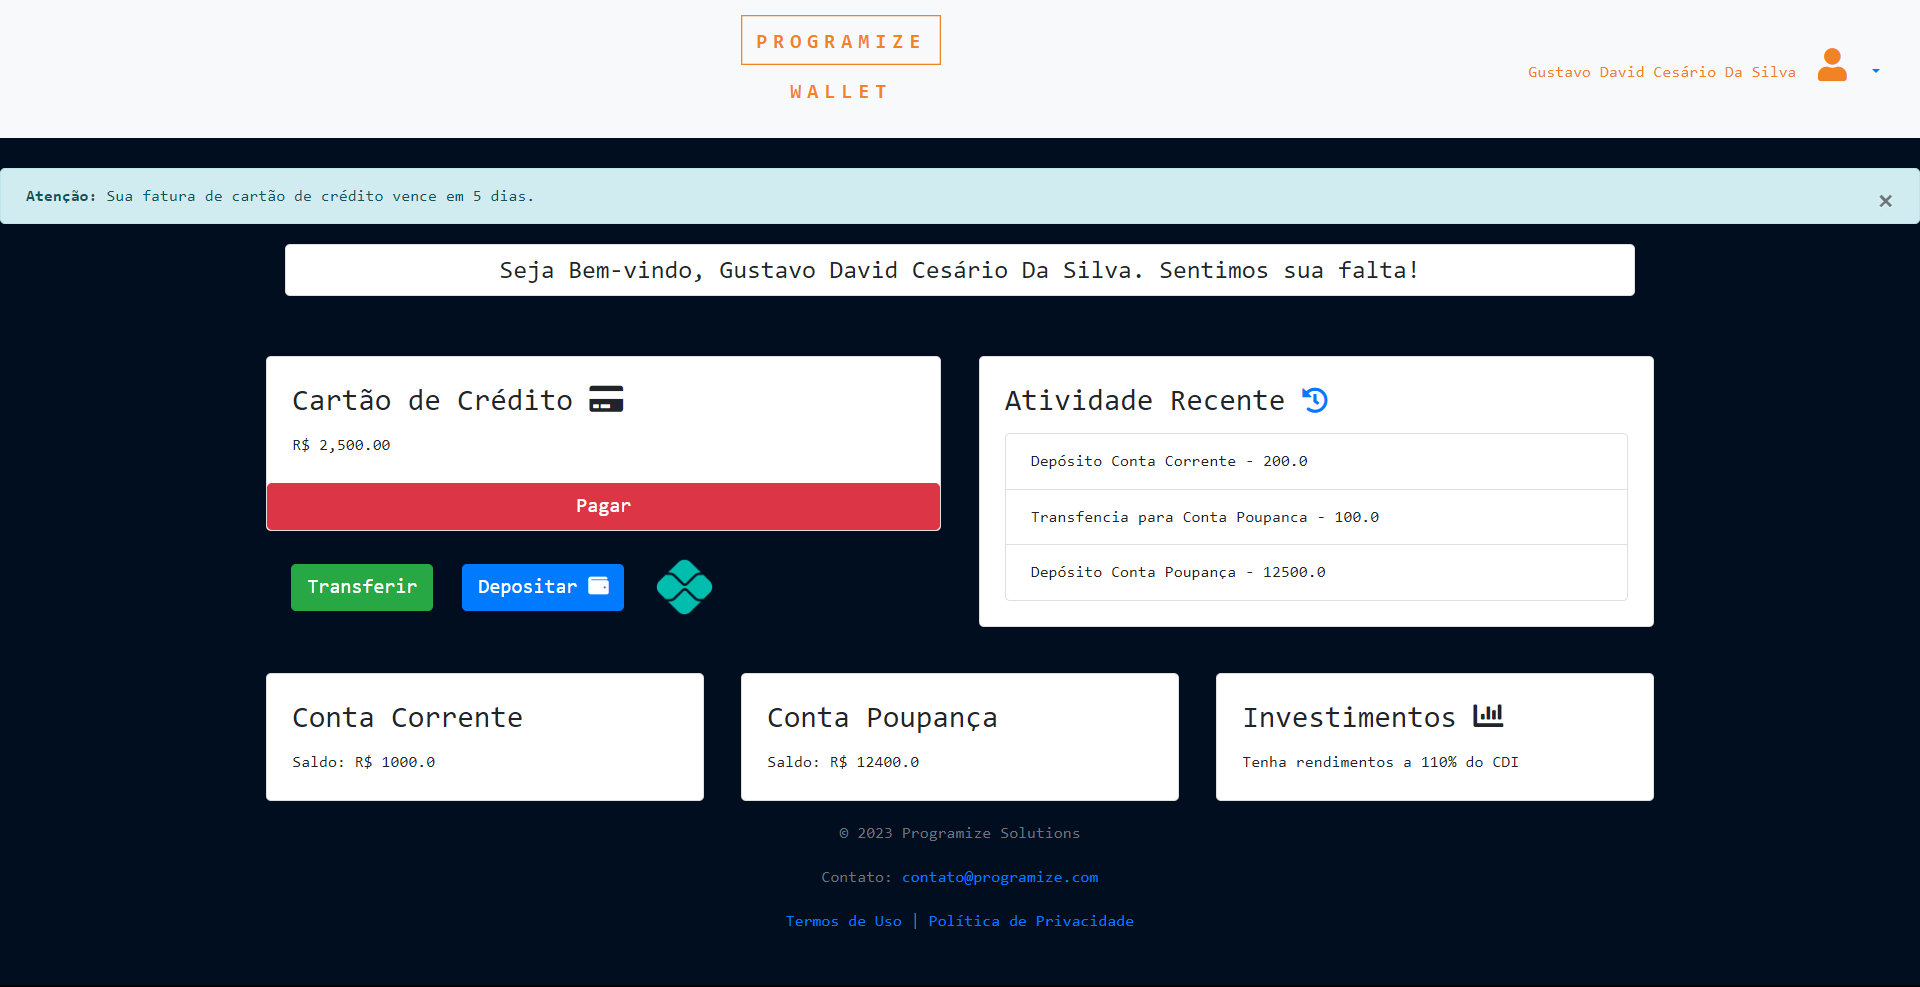 PROGRAMIZE
WALLET
Gustavo David Cesário Da Silva
Atenção: Sua fatura de cartão de crédito vence em 5 dias.
×
Seja Bem-vindo, Gustavo David Cesário Da Silva. Sentimos sua falta!
Cartão de Crédito
R$ 2,500.00
Pagar
Transferir
Depositar
Atividade Recente
Depósito Conta Corrente - 200.0
Transfencia para Conta Poupanca - 100.0
Depósito Conta Poupança - 12500.0
Conta Corrente
Saldo: R$ 1000.0
Conta Poupança
Saldo: R$ 12400.0
Investimentos
Tenha rendimentos a 110% do CDI
© 2023 Programize Solutions
Contato: contato@programize.com
Termos de Uso | Política de Privacidade